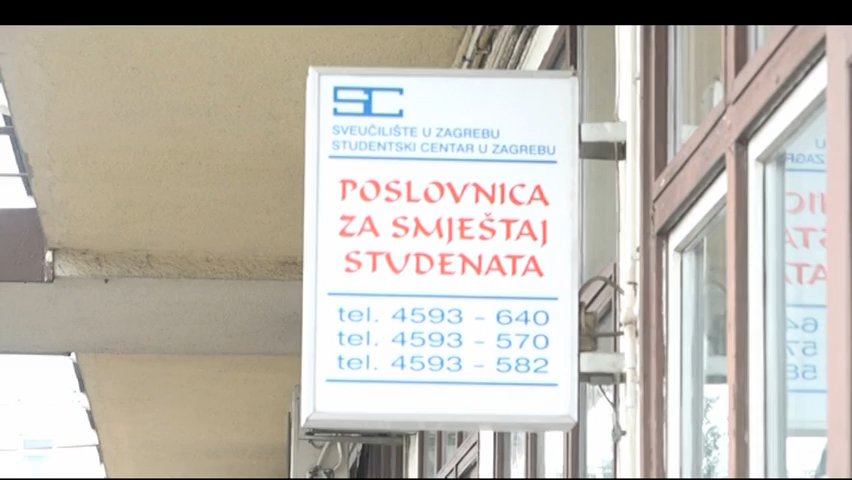 SC
SVEUČILIŠTE U ZAGREBU
STUDENTSKI CENTAR U ZAGREBU
POSLOVNICA
ZA SMJEŠTAJ
STUDENATA
tel. 4593 - 640
tel. 4593 - 570
tel. 4593 - 582